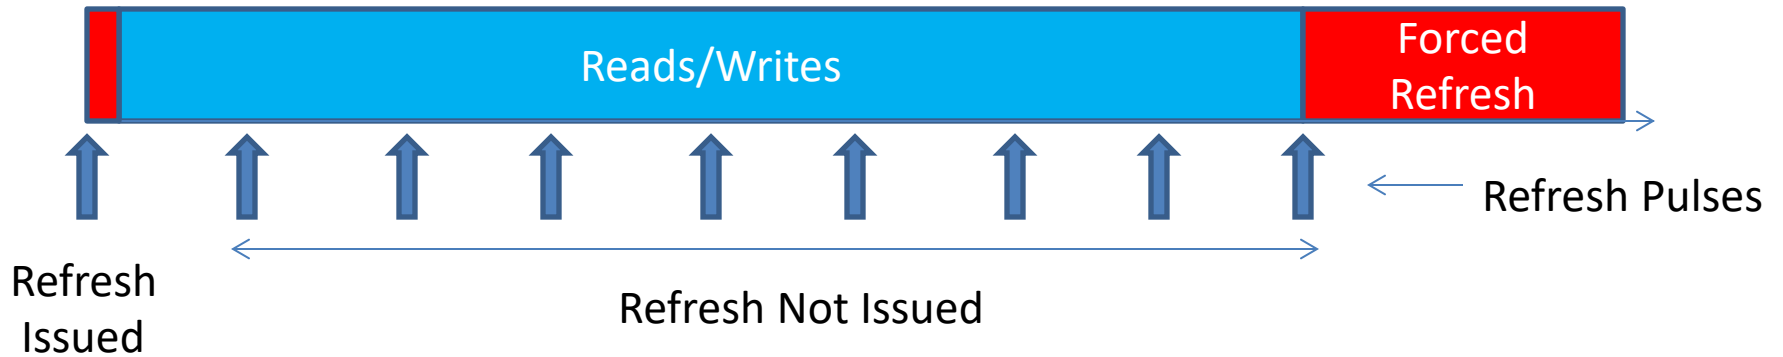 Reads/Writes
Forced
Refresh
Refresh Pulses
Refresh
Issued
Refresh Not Issued